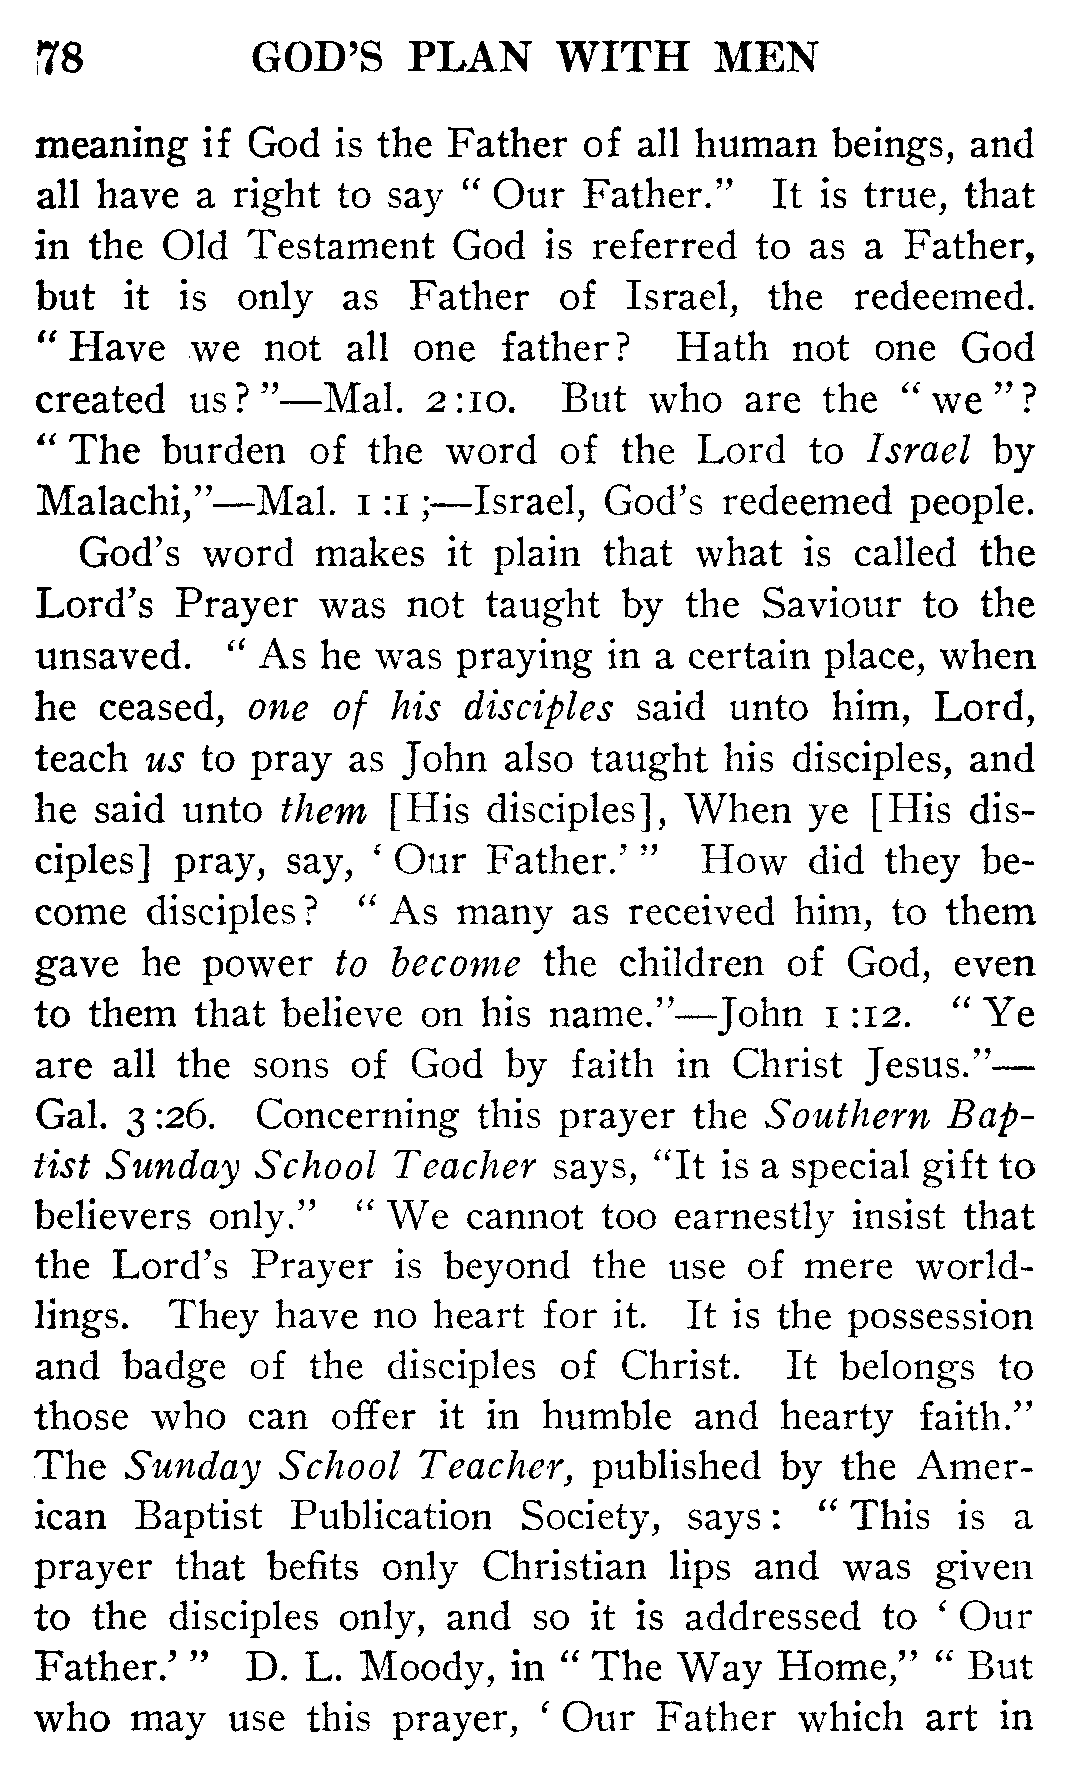 78 GOD'S PLAN WITH MEN
meaning if God is the Father of all human beings, and
all have a right to say " Our Father." It is true, that
in the Old Testament God is referred to as a Father,
but it is only as Father of Israel, the redeemed.
" Have we not all one father? Hath not one God
created us? "—Mal. 2:10. But who are the " we "?
" The burden of the word of the Lord to Israel by
Malachi,"—Mal. 1:1;—Israel, God's redeemed people.
God's word makes it plain that what is called the
Lord's Prayer was not taught by the Saviour to the
unsaved. " As he was praying in a certain place, when
he ceased, one of his disciples said unto him, Lord,
teach us to pray as John also taught his disciples, and
he said unto them [His disciples], When ye [His dis-
ciples] pray, say, ' Our Father.' " How did they be-
come disciples? " As many as received him, to them
gave he power to become the children of God, even
to them that believe on his name."—John 1:12. " Ye
are all the sons of God by faith in Christ Jesus."—
Gal. 3:26. Concerning this prayer the Southern Bap-
tist Sunday School Teacher says, "It is a special gift to
believers only." " We cannot too earnestly insist that
the Lord's Prayer is beyond the use of mere world-
lings. They have no heart for it. It is the possession
and badge of the disciples of Christ. It belongs to
those who can offer it in humble and hearty faith."
The Sunday School Teacher, published by the Amer-
ican Baptist Publication Society, says: " This is a
prayer that befits only Christian lips and was given
to the disciples only, and so it is addressed to ' Our
Father.' " D. L. Moody, in " The Way Home," " But
who may use this prayer, ' Our Father which art in